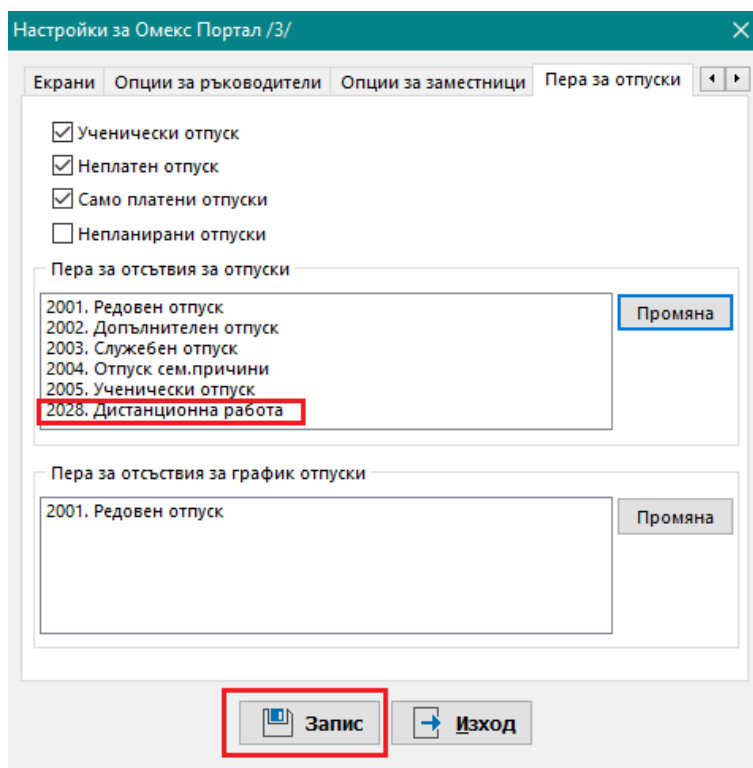 Настройки за Омекс Портал /3/
Екрани Опции за ръководители Опции за заместници Пера за отпуски
Ученически отпуск
Неплатен отпуск
Само платени отпуски
Непланирани отпуски
Пера за отсътвия за отпуски
2001. Редовен отпуск
2002. Допълнителен отпуск
2003. Служебен отпуск
2004. Отпуск сем.причини
2005. Ученически отпуск
2028. Дистанционна работа
Промяна
Пера за отсъствия за график отпуски
2001. Редовен отпуск
Промяна
Запис Изход